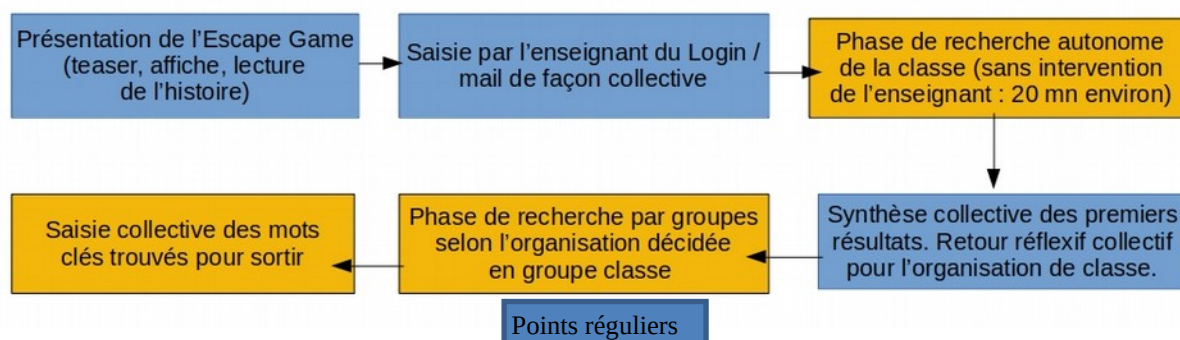 Présentation de l'Escape Game
(teaser, affiche, lecture
de l'histoire)
Saisie par l'enseignant du Login /
mail de façon collective
Phase de recherche autonome
de la classe (sans intervention
de l'enseignant : 20 mn environ)
Synthèse collective des premiers
résultats. Retour réflexif collectif
pour l'organisation de classe.
Phase de recherche par groupes
selon l'organisation décidée
en groupe classe
Saisie collective des mots
clés trouvés pour sortir
Points réguliers